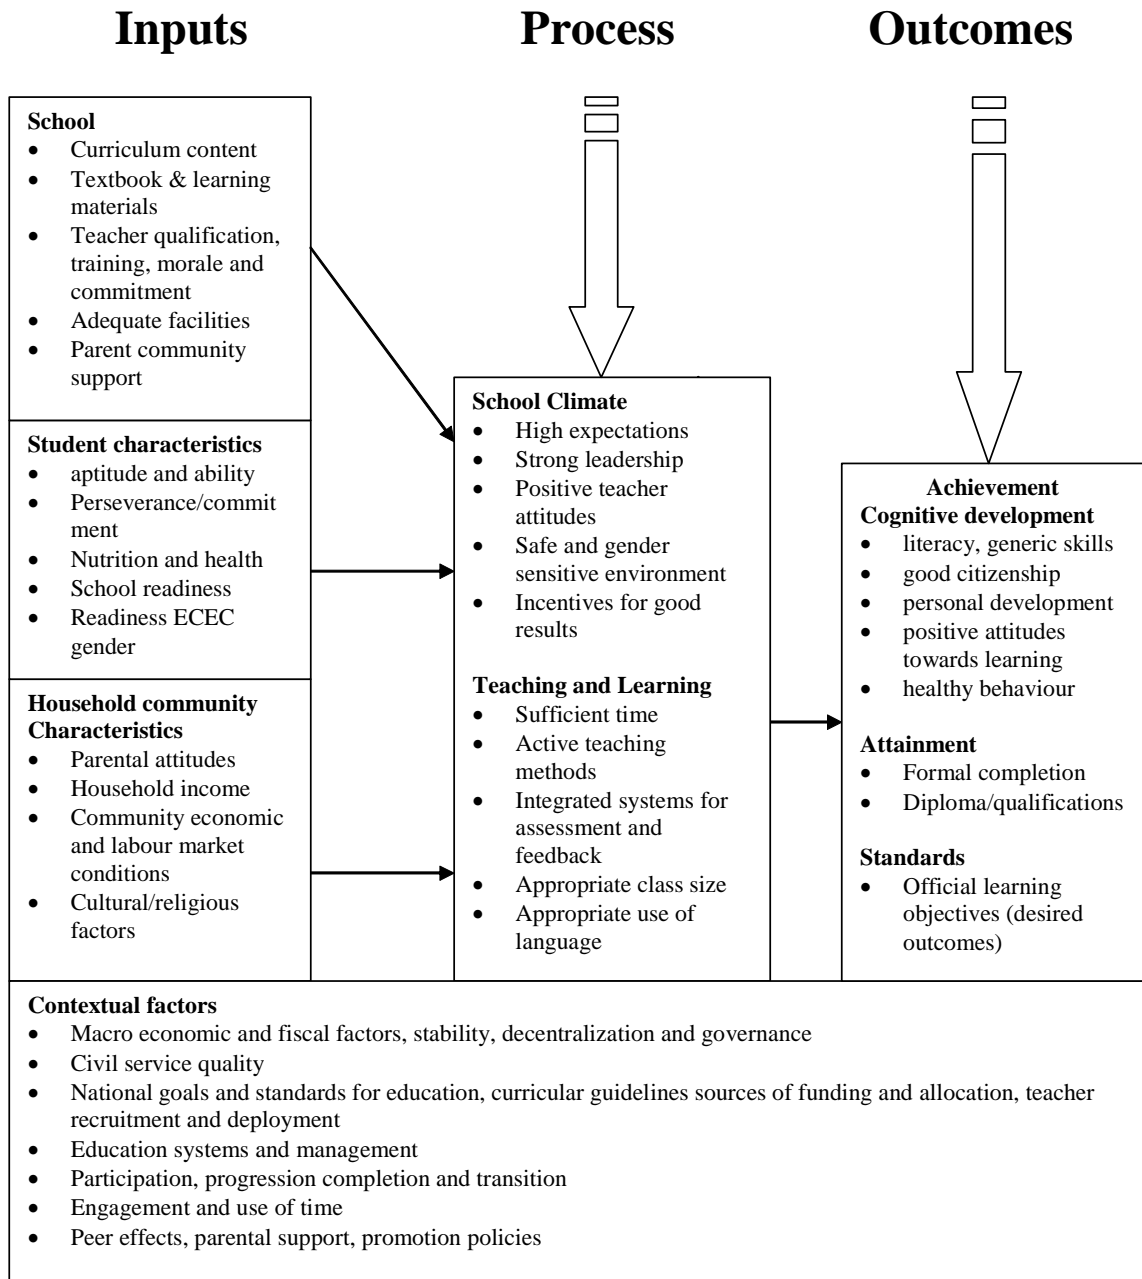 Inputs
Process
Outcomes
School
• Curriculum content
• Textbook & learning
materials
• Teacher qualification,
training, morale and
commitment
• Adequate facilities
• Parent community
support
Student characteristics
• aptitude and ability
• Perseverance/commit
ment
• Nutrition and health
• School readiness
• Readiness ECEC
gender
Household community
Characteristics
• Parental attitudes
• Household income
• Community economic
and labour market
conditions
• Cultural/religious
factors
School Climate
• High expectations
• Strong leadership
• Positive teacher
attitudes
• Safe and gender
sensitive environment
• Incentives for good
results
Teaching and Learning
• Sufficient time
• Active teaching
methods
• Integrated systems for
assessment and
feedback
• Appropriate class size
• Appropriate use of
language
Achievement
Cognitive development
• literacy, generic skills
• good citizenship
• personal development
• positive attitudes
towards learning
• healthy behaviour
Attainment
• Formal completion
• Diploma/qualifications
Standards
• Official learning
objectives (desired
outcomes)
Contextual factors
• Macro economic and fiscal factors, stability, decentralization and governance
• Civil service quality
• National goals and standards for education, curricular guidelines sources of funding and allocation, teacher
recruitment and deployment
• Education systems and management
• Participation, progression completion and transition
• Engagement and use of time
• Peer effects, parental support, promotion policies